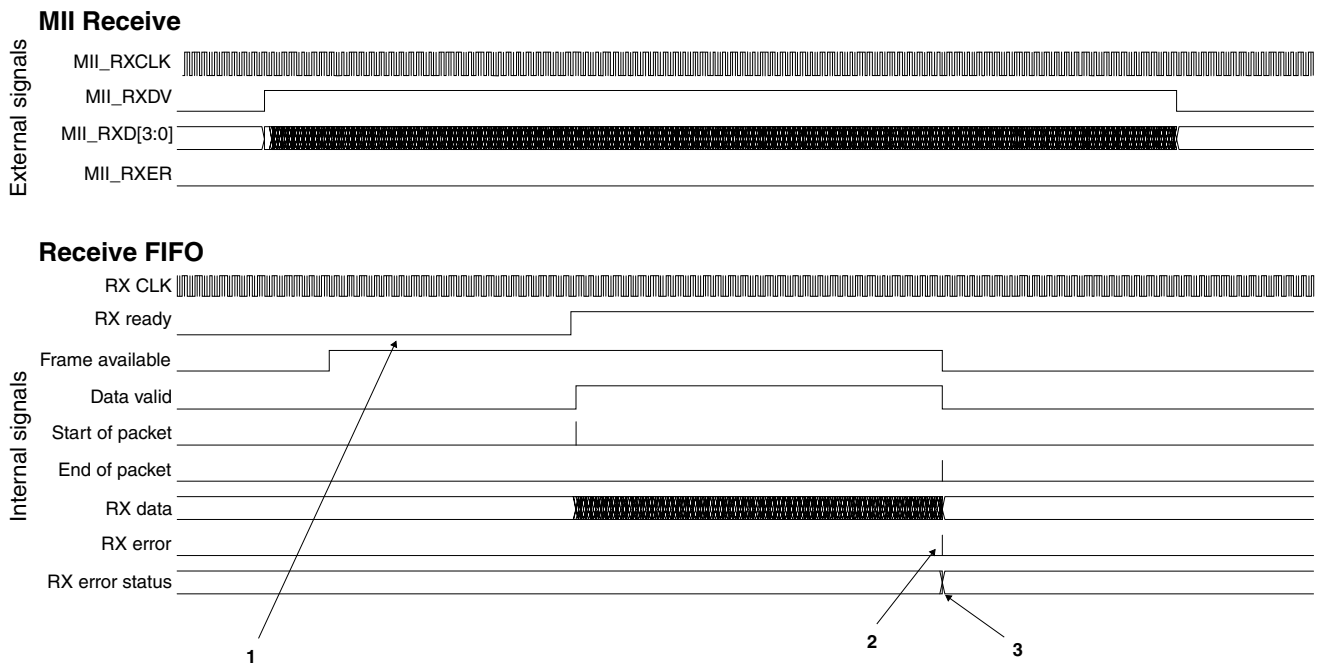 MII Receive
External signals
MII_RXCLK
MII_RXDV
MII_RXD[3:0]
MII_RXER
Receive FIFO
Internal signals
RX CLK
RX ready
Frame available
Data valid
Start of packet
End of packet
RX data
RX error
RX error status
1
2
3